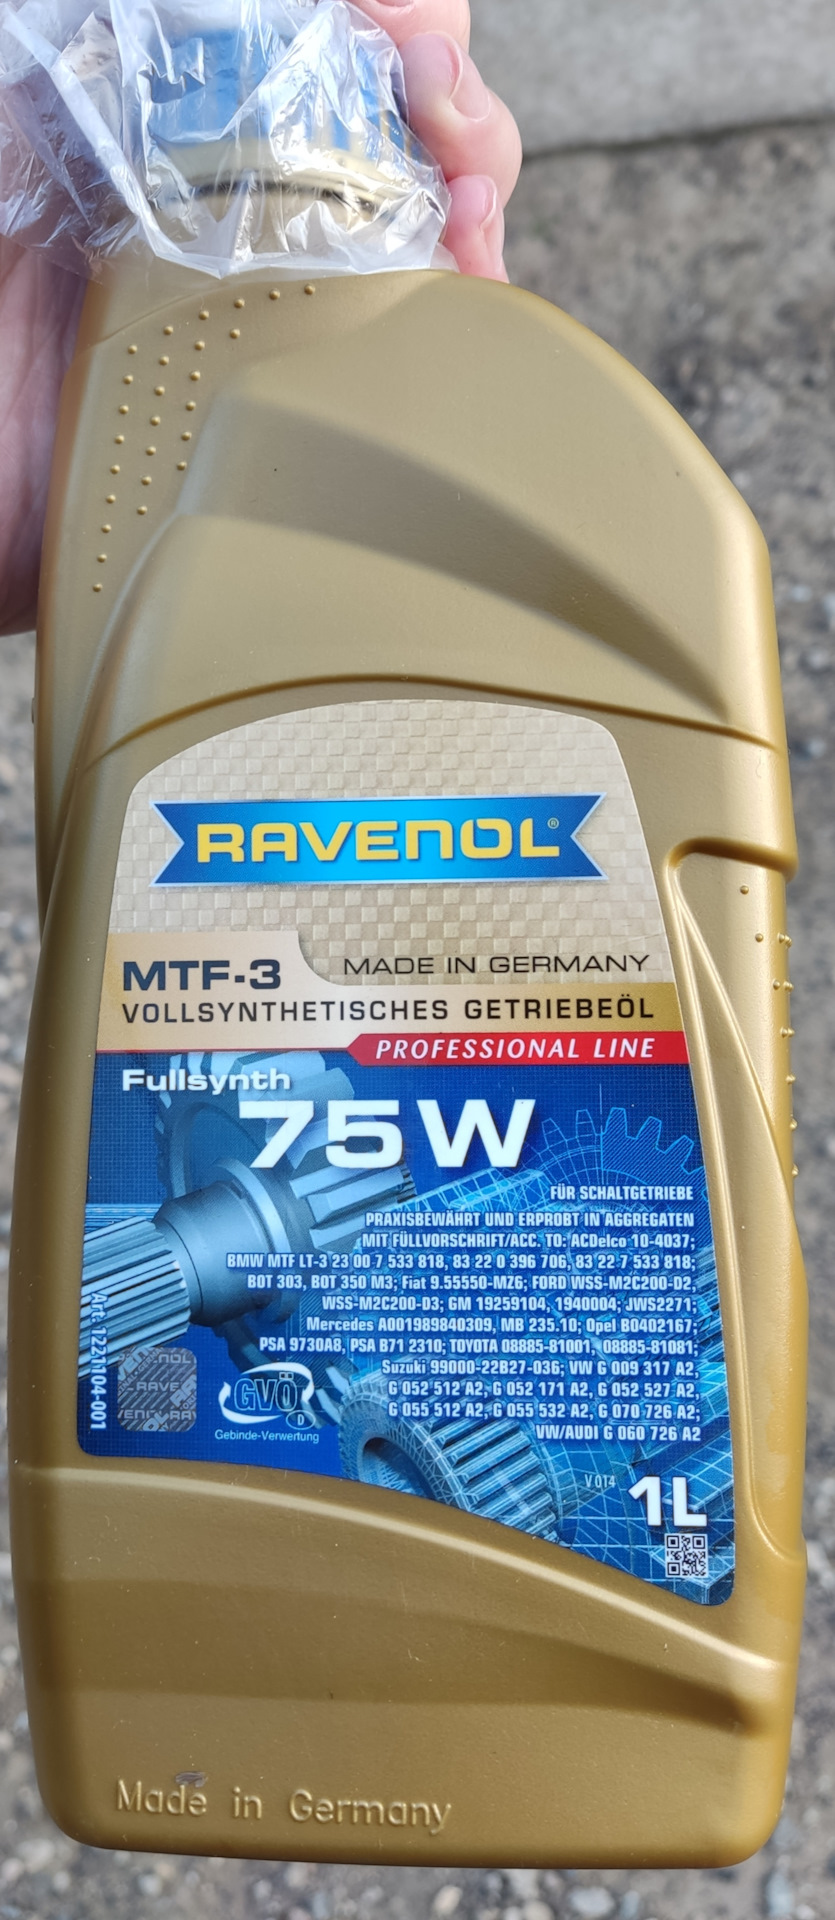 RAVENOL®
MTF-3
MADE IN GERMANY
VOLLSYNTHETISCHES GETRIEBEÖL
PROFESSIONAL LINE
Fullsynth
75W
FÜR SCHALTGETRIEBE
PRAXISBEWÄHRT UND ERPROBT IN AGGREGATEN
MIT FÜLLVORSCHRIFT/ACC. TO: ACDelco 10-4037;
BMW MTF LT-3 23 00 7 533 818, 83 22 0 396 706, 83 22 7 533 818;
BOT 303, BOT 350 M3; Fiat 9.55550-MZ6; FORD WSS-M2C200-D2,
WSS-M2C200-D3; GM 19259104, 1940004; JWS2271;
Mercedes A001989840309, MB 235.10; Opel B0402167;
PSA 9730A8, PSA B71 2310; TOYOTA 08885-81001, 08885-81081;
Suzuki 99000-22B27-036; VW G 009 317 A2,
G 052 512 A2, G 052 171 A2, G 052 527 A2,
G 055 512 A2, G 055 532 A2, G 070 726 A2;
VW/AUDI G 060 726 A2
Art. 1221104-001
RAVE
GVÖ
D
Gebinde-Verwertung
V 014
1L
Made in Germany